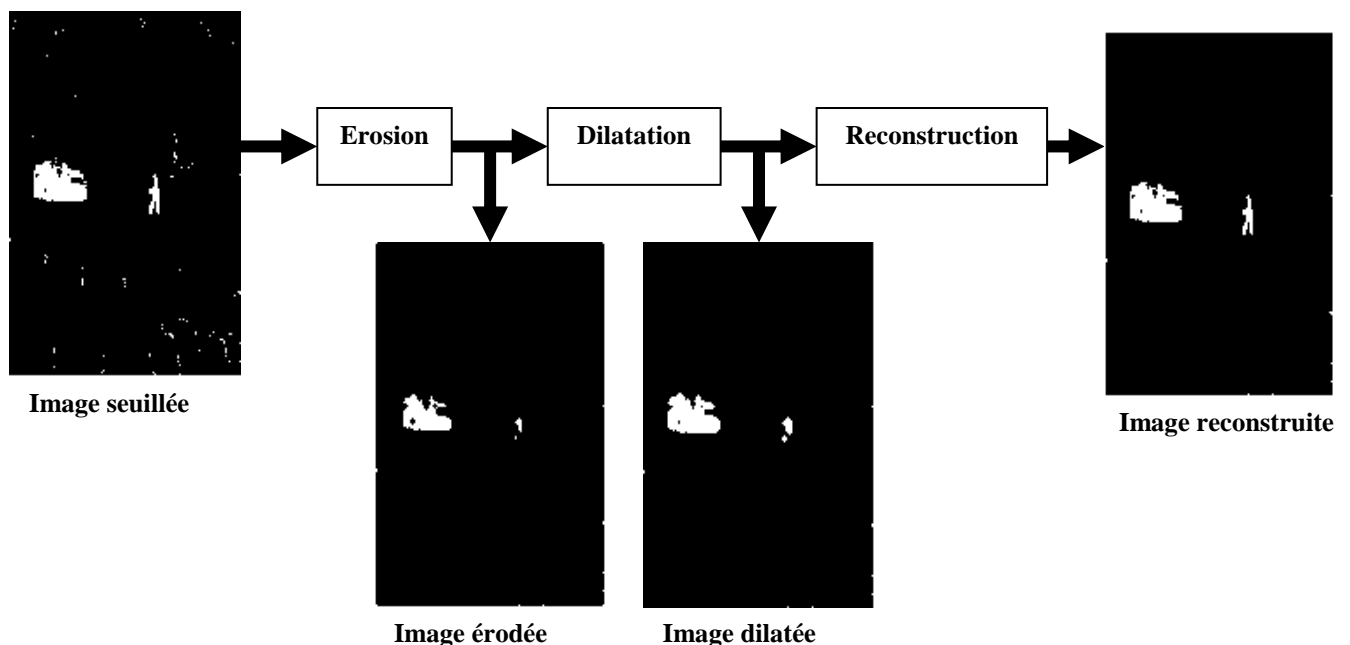 Erosion
Dilatation
Reconstruction
Image seuillée
Image reconstruite
Image érodée
Image dilatée